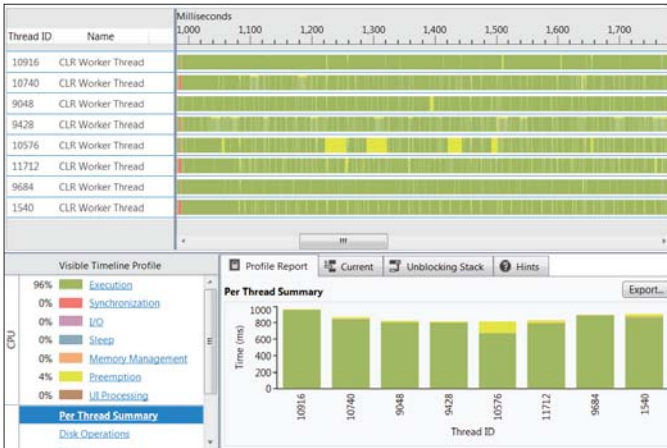 Milliseconds
Thread ID Name
1,000 1,100 1,200 1,300 1,400 1,500 1,600 1,700
10916 CLR Worker Thread
10740 CLR Worker Thread
9048 CLR Worker Thread
9428 CLR Worker Thread
10576 CLR Worker Thread
11712 CLR Worker Thread
9684 CLR Worker Thread
1540 CLR Worker Thread
Visible Timeline Profile
Profile Report Current Unblocking Stack Hints
CPU
96% Execution
0% Synchronization
0% I/O
0% Sleep
0% Memory Management
4% Preemption
0% UI Processing
Per Thread Summary
Disk Operations
Per Thread Summary
Export...
Time (ms)
1000
800
600
400
200
0
10916 10740 9048 9428 10576 11712 9684 1540
Thread ID